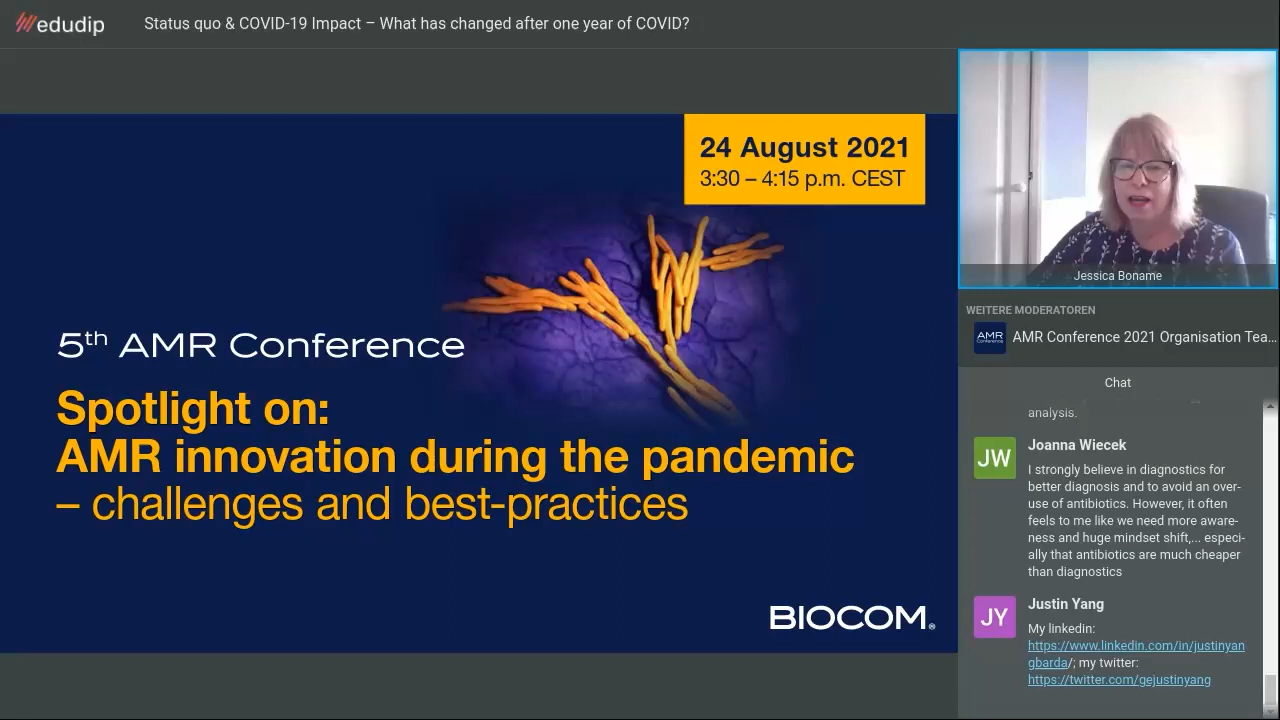 edudip
Status quo & COVID-19 Impact – What has changed after one year of COVID?
24 August 2021
3:30 – 4:15 p.m. CEST
5th AMR Conference
Spotlight on:
AMR innovation during the pandemic
– challenges and best-practices
BIOCOM®
Jessica Boname
WEITERE MODERATOREN
AMR
Conference
AMR Conference 2021 Organisation Tea...
Chat
analysis.
JW
Joanna Wiecek
I strongly believe in diagnostics for
better diagnosis and to avoid an over-
use of antibiotics. However, it often
feels to me like we need more aware-
ness and huge mindset shift,... especi-
ally that antibiotics are much cheaper
than diagnostics
JY
Justin Yang
My linkedin:
https://www.linkedin.com/in/justinyan
gbarda/; my twitter:
https://twitter.com/gejustinyang